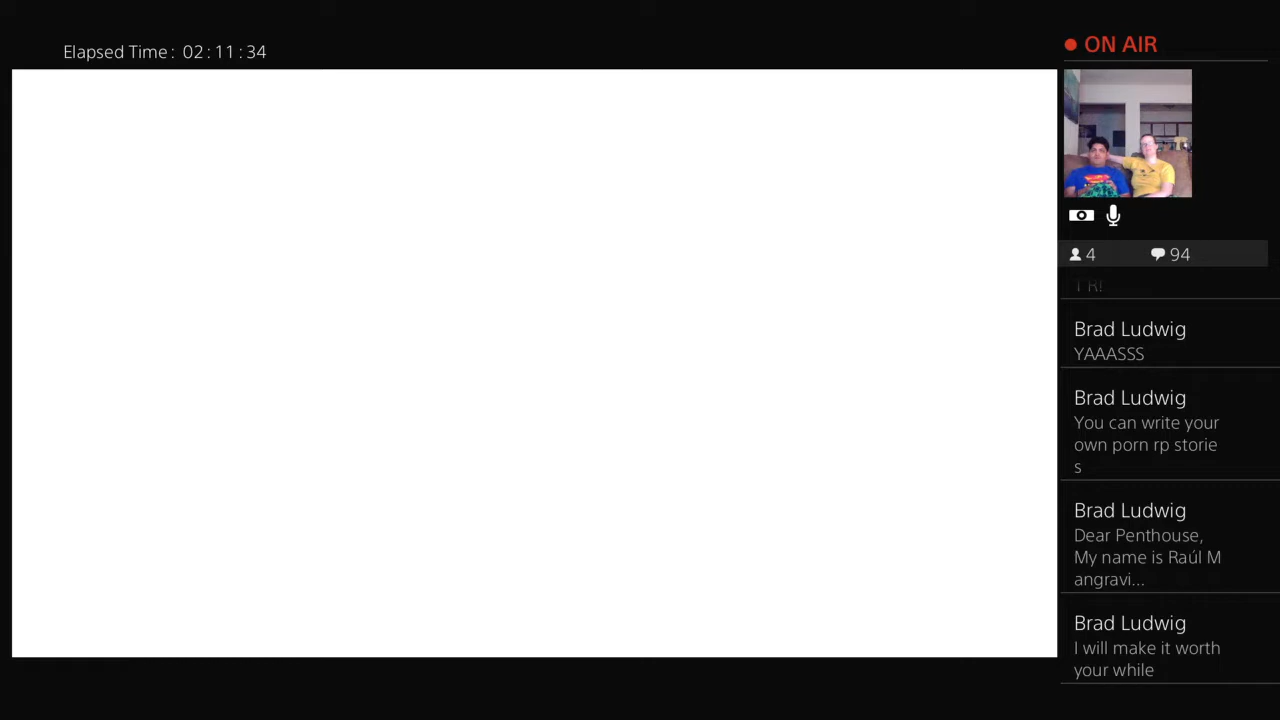 Elapsed Time: 02:11:34
ON AIR
4 94
T R!
Brad Ludwig
YAAASSS
Brad Ludwig
You can write your
own porn rp storie
s
Brad Ludwig
Dear Penthouse,
My name is Raúl M
angravi...
Brad Ludwig
I will make it worth
your while